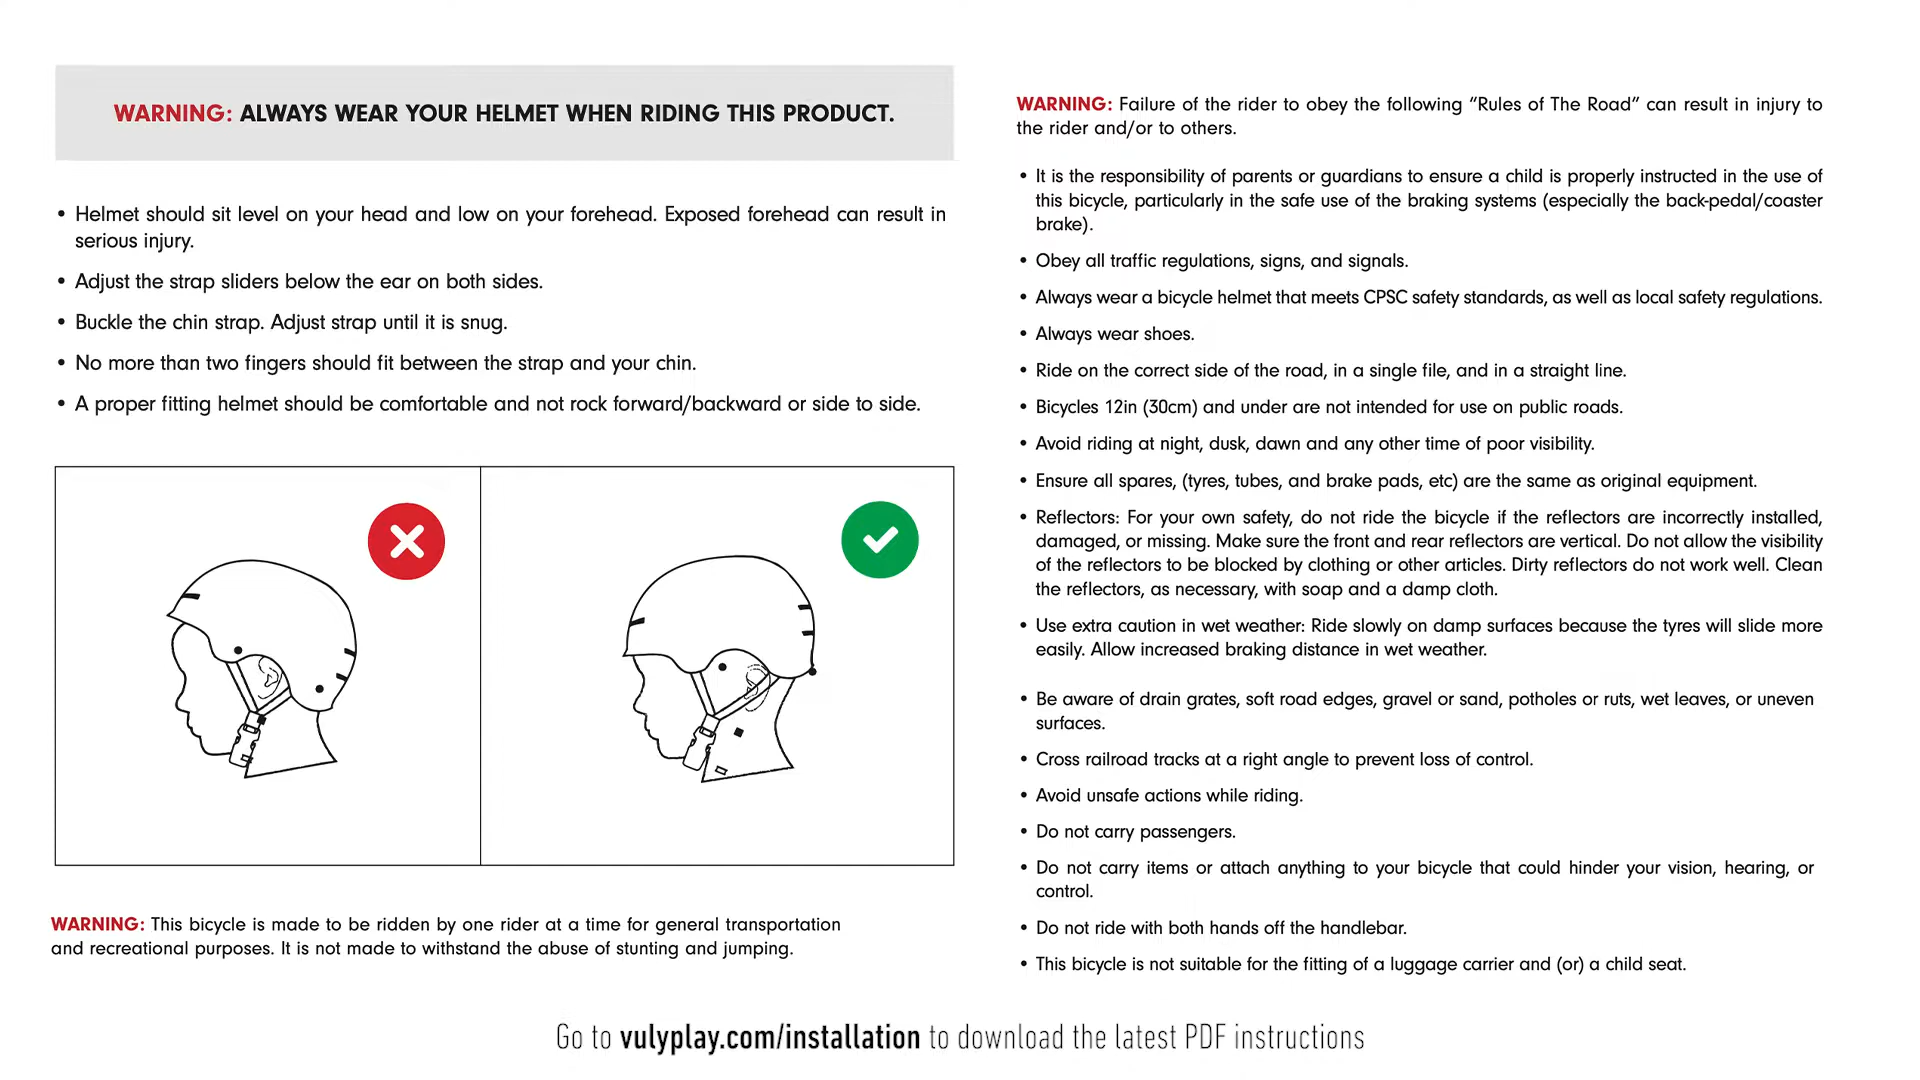 WARNING: ALWAYS WEAR YOUR HELMET WHEN RIDING THIS PRODUCT.
• Helmet should sit level on your head and low on your forehead. Exposed forehead can result in
serious injury.
• Adjust the strap sliders below the ear on both sides.
• Buckle the chin strap. Adjust strap until it is snug.
• No more than two fingers should fit between the strap and your chin.
• A proper fitting helmet should be comfortable and not rock forward/backward or side to side.
WARNING: This bicycle is made to be ridden by one rider at a time for general transportation
and recreational purposes. It is not made to withstand the abuse of stunting and jumping.
WARNING: Failure of the rider to obey the following “Rules of The Road” can result in injury to
the rider and/or to others.
• It is the responsibility of parents or guardians to ensure a child is properly instructed in the use of
this bicycle, particularly in the safe use of the braking systems (especially the back-pedal/coaster
brake).
• Obey all traffic regulations, signs, and signals.
• Always wear a bicycle helmet that meets CPSC safety standards, as well as local safety regulations.
• Always wear shoes.
• Ride on the correct side of the road, in a single file, and in a straight line.
• Bicycles 12in (30cm) and under are not intended for use on public roads.
• Avoid riding at night, dusk, dawn and any other time of poor visibility.
• Ensure all spares, (tyres, tubes, and brake pads, etc) are the same as original equipment.
• Reflectors: For your own safety, do not ride the bicycle if the reflectors are incorrectly installed,
damaged, or missing. Make sure the front and rear reflectors are vertical. Do not allow the visibility
of the reflectors to be blocked by clothing or other articles. Dirty reflectors do not work well. Clean
the reflectors, as necessary, with soap and a damp cloth.
• Use extra caution in wet weather: Ride slowly on damp surfaces because the tyres will slide more
easily. Allow increased braking distance in wet weather.
• Be aware of drain grates, soft road edges, gravel or sand, potholes or ruts, wet leaves, or uneven
surfaces.
• Cross railroad tracks at a right angle to prevent loss of control.
• Avoid unsafe actions while riding.
• Do not carry passengers.
• Do not carry items or attach anything to your bicycle that could hinder your vision, hearing, or
control.
• Do not ride with both hands off the handlebar.
• This bicycle is not suitable for the fitting of a luggage carrier and (or) a child seat.
Go to vulyplay.com/installation to download the latest PDF instructions